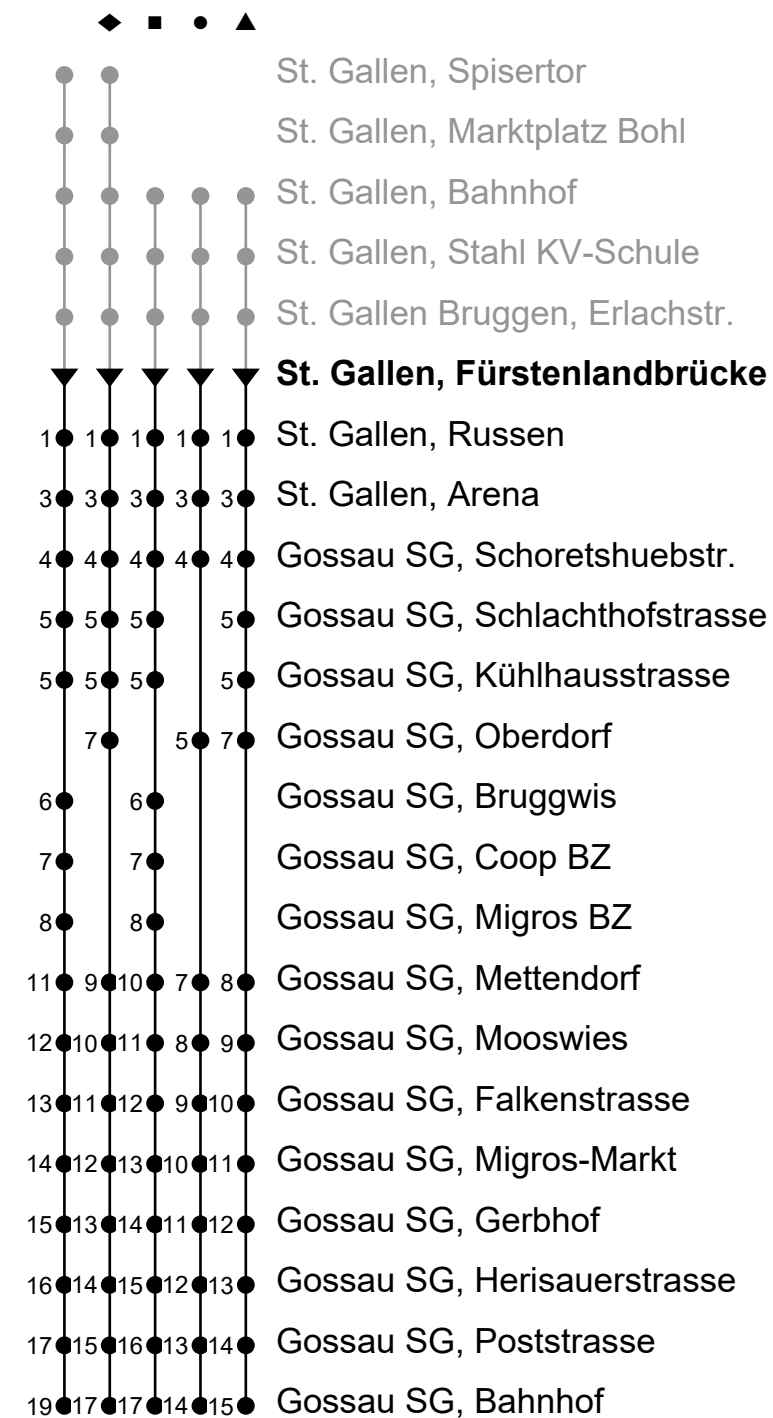 St. Gallen, Spisertor
St. Gallen, Marktplatz Bohl
St. Gallen, Bahnhof
St. Gallen, Stahl KV-Schule
St. Gallen Bruggen, Erlachstr.
St. Gallen, Fürstenlandbrücke
1 1 1 1 1 St. Gallen, Russen
3 3 3 3 3 St. Gallen, Arena
4 4 4 4 4 Gossau SG, Schoretshuebstr.
5 5 5 5 Gossau SG, Schlachthofstrasse
5 5 5 5 Gossau SG, Kühlhausstrasse
7 5 7 Gossau SG, Oberdorf
6 6 Gossau SG, Bruggwis
7 7 Gossau SG, Coop BZ
8 8 Gossau SG, Migros BZ
11 9 10 7 8 Gossau SG, Mettendorf
12 10 11 8 9 Gossau SG, Mooswies
13 11 12 9 10 Gossau SG, Falkenstrasse
14 12 13 10 11 Gossau SG, Migros-Markt
15 13 14 11 12 Gossau SG, Gerbhof
16 14 15 12 13 Gossau SG, Herisauerstrasse
17 15 16 13 14 Gossau SG, Poststrasse
19 17 17 14 15 Gossau SG, Bahnhof